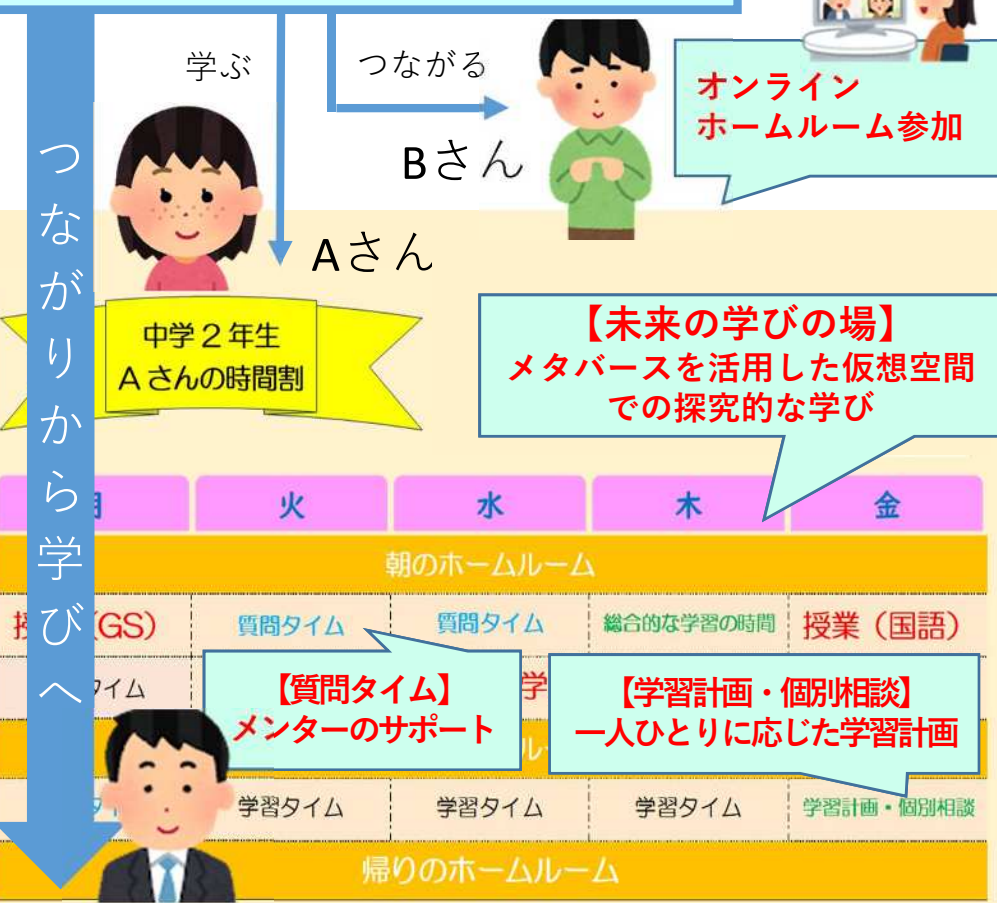 学ぶ
つながる
オンライン
ホームルーム参加
Bさん
Aさん
つながりから学びへ
中学２年生
Aさんの時間割
【未来の学びの場】
メタバースを活用した仮想空間
での探究的な学び
火
水
木
金
朝のホームルーム
(GS)
質問タイム
質問タイム
総合的な学習の時間
授業（国語）
タイム
【質問タイム】
メンターのサポート
学
【学習計画・個別相談】
一人ひとりに応じた学習計画
学習タイム
学習タイム
学習タイム
学習計画・個別相談
帰りのホームルーム